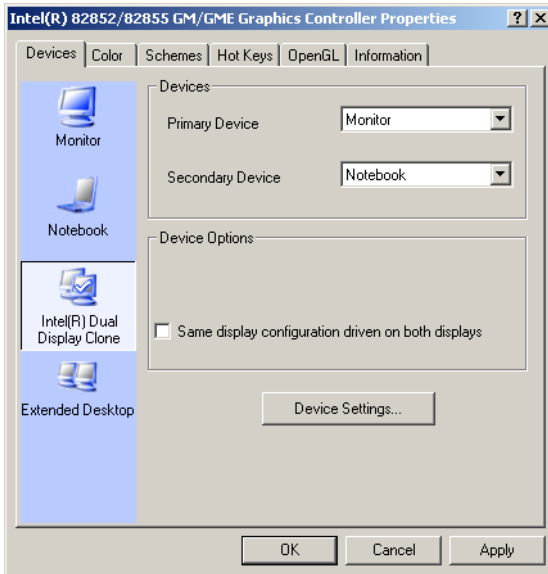 Intel(R) 82852/82855 GM/GME Graphics Controller Properties
Devices Color Schemes Hot Keys OpenGL Information
Monitor
Notebook
Intel(R) Dual
Display Clone
Extended Desktop
Devices
Primary Device Monitor
Secondary Device Notebook
Device Options
Same display configuration driven on both displays
Device Settings...
OK Cancel Apply